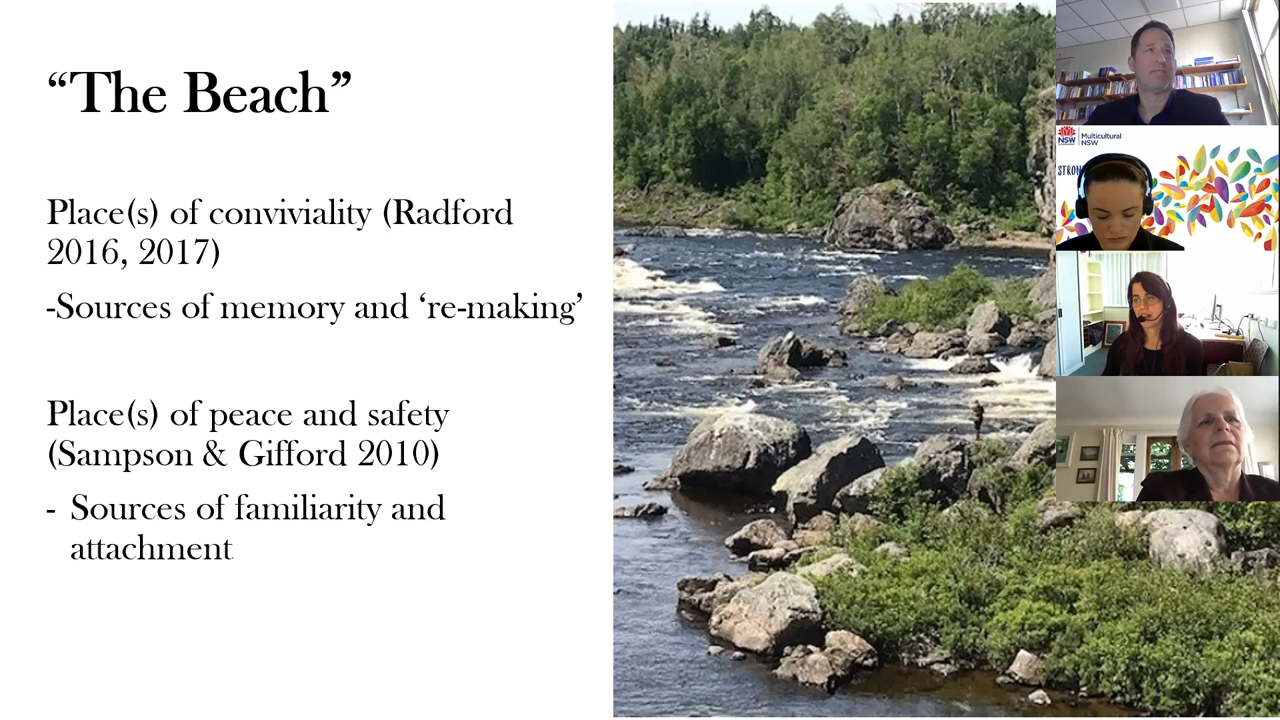 “The Beach”
Place(s) of conviviality (Radford
2016, 2017)
-Sources of memory and ‘re-making’
Place(s) of peace and safety
(Sampson & Gifford 2010)
- Sources of familiarity and
attachment
NSW
Multicultural
NSW
STRON